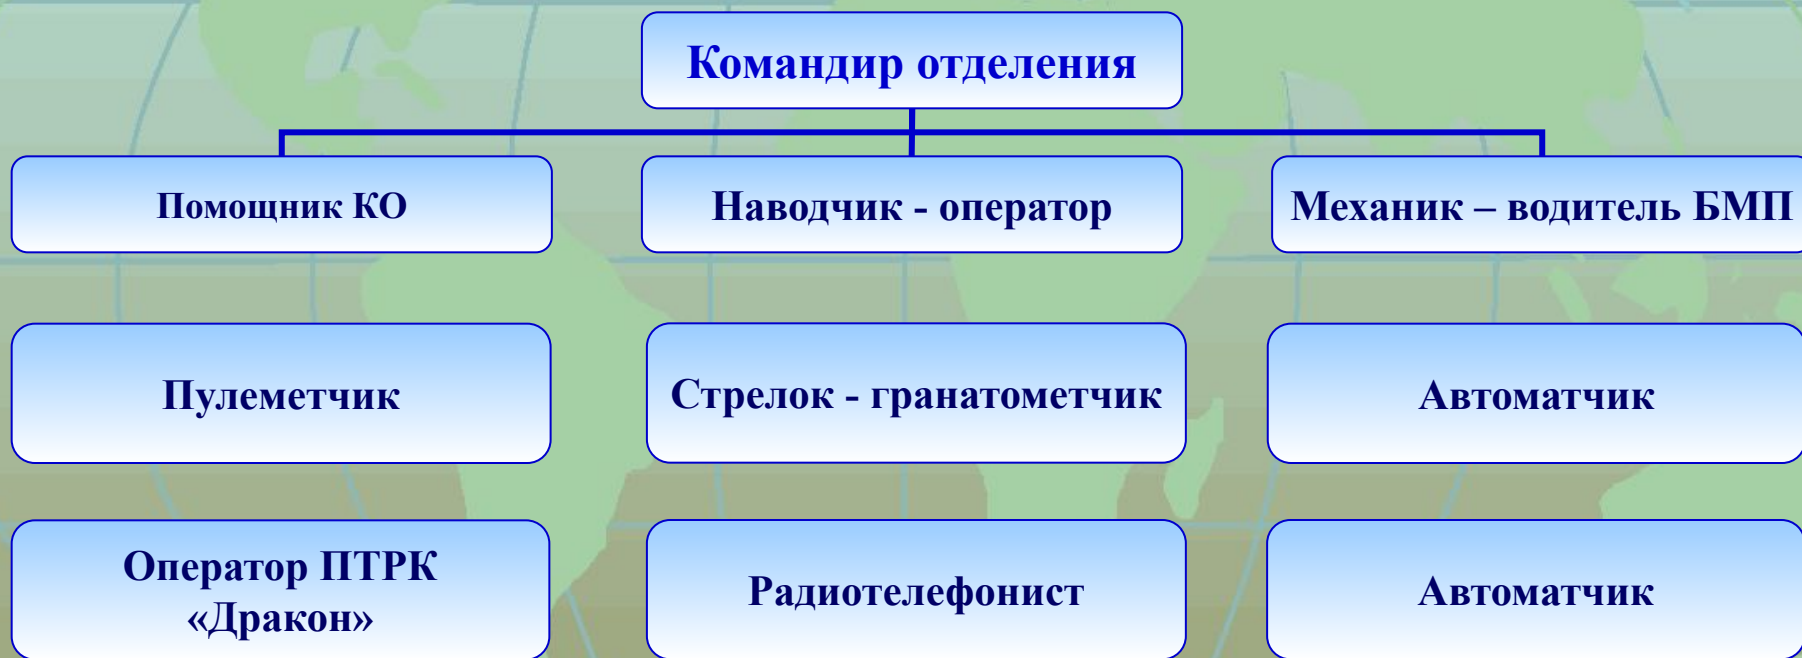 Командир отделения
Помощник КО
Наводчик - оператор
Механик – водитель БМП
Пулеметчик
Стрелок - гранатометчик
Автоматчик
Оператор ПТРК
«Дракон»
Радиотелефонист
Автоматчик